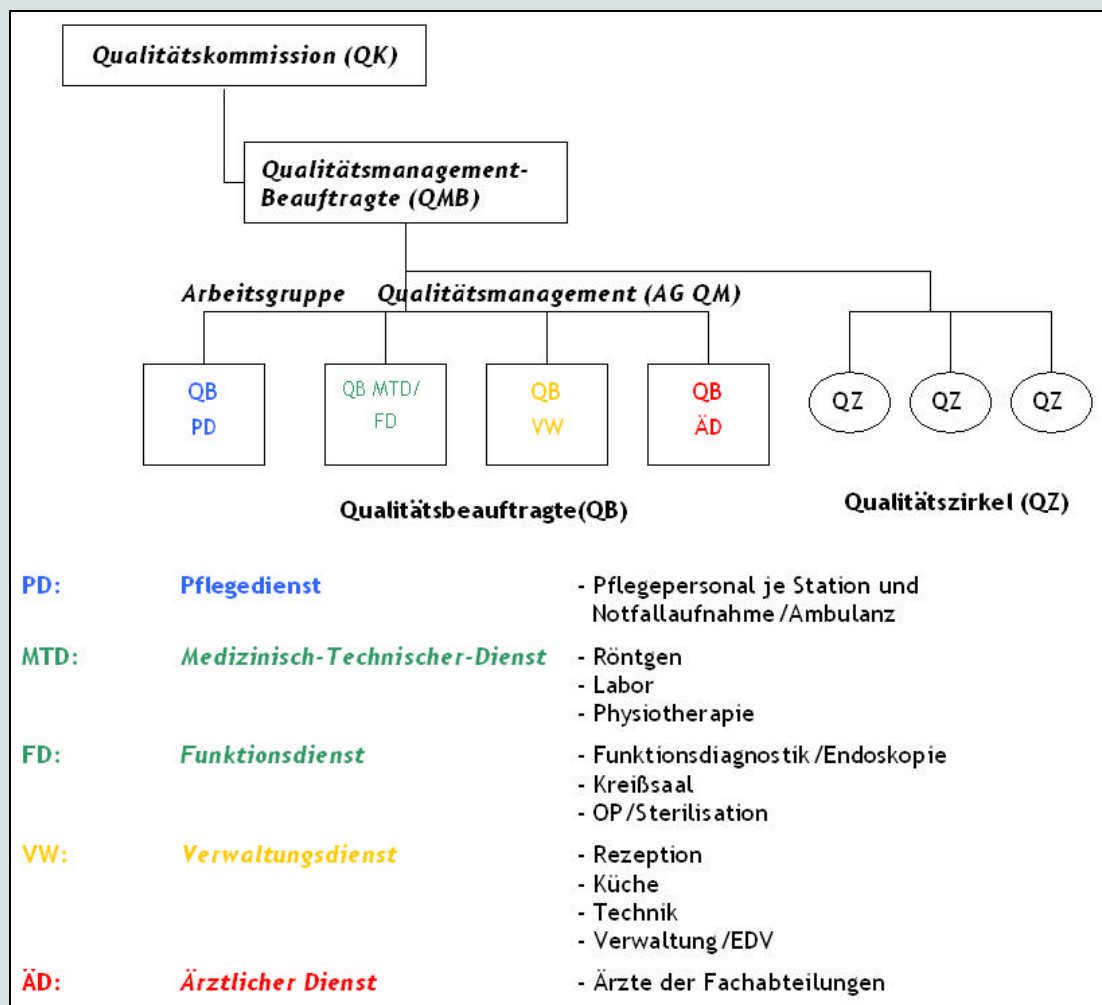 Qualitätskommission (QK)
Qualitätsmanagement-
Beauftragte (QMB)
Arbeitsgruppe Qualitätsmanagement (AG QM)
QB
PD
QB MTD/
FD
QB
VW
QB
ÄD
QZ
QZ
QZ
Qualitätsbeauftragte(QB)
Qualitätszirkel (QZ)
PD: Pflegedienst - Pflegepersonal je Station und
Notfallaufnahme/Ambulanz
MTD: Medizinisch-Technischer-Dienst - Röntgen
- Labor
- Physiotherapie
FD: Funktionsdienst - Funktionsdiagnostik/Endoskopie
- Kreißsaal
- OP/Sterilisation
VW: Verwaltungsdienst - Rezeption
- Küche
- Technik
- Verwaltung/EDV
ÄD: Ärztlicher Dienst - Ärzte der Fachabteilungen